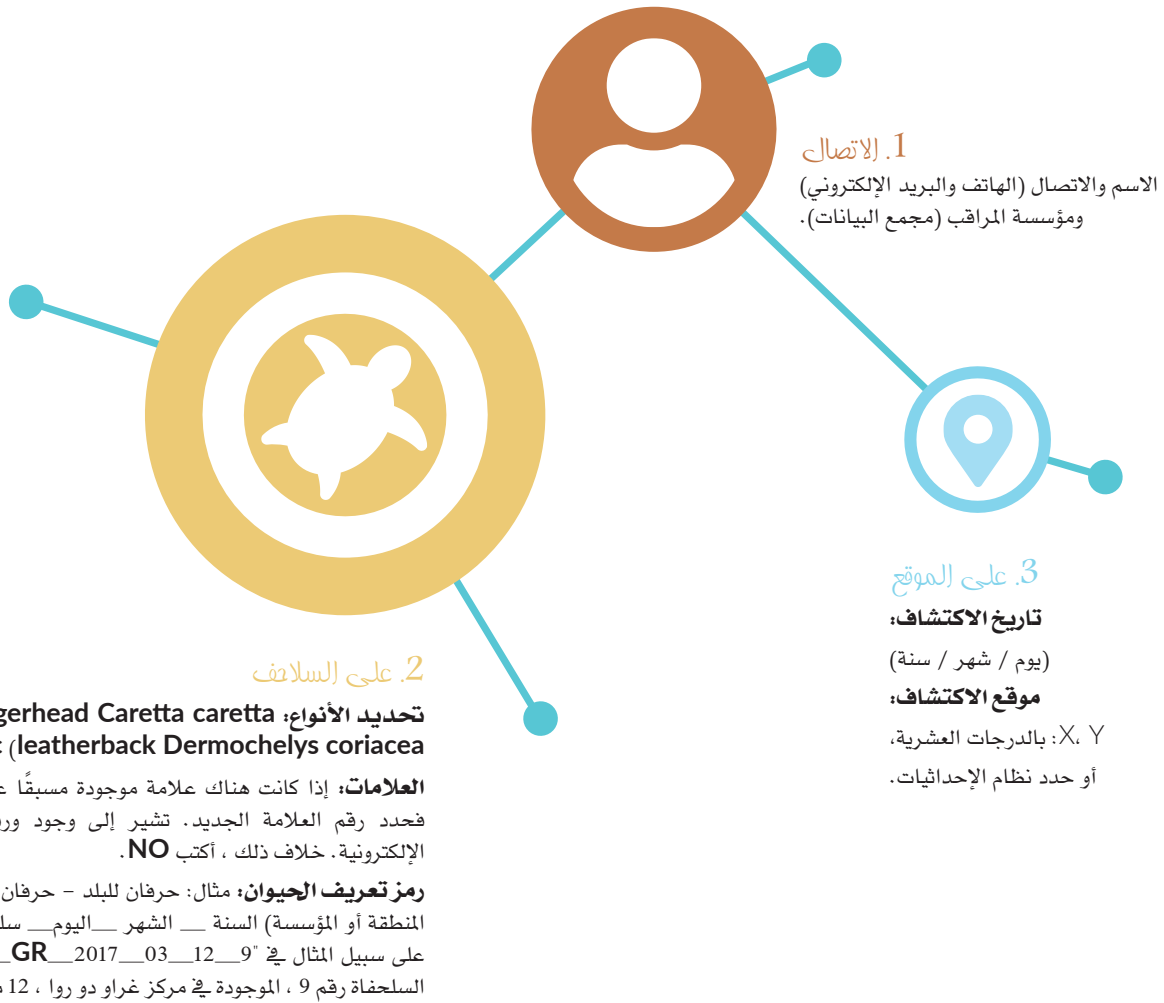 1. الاتصال
الاسم والاتصال (الهاتف والبريد الإلكتروني)
ومؤسسة المراقب (مجمع البيانات).
2. على السلاحف
تحديد الأنواع: gerhead Caretta caretta
(leatherback Dermochelys coriacea
العلامات: إذا كانت هناك علامة موجودة مسبقًا
فحدد رقم العلامة الجديد. تشير إلى وجود
الإلكترونية. خلاف ذلك ، أكتب NO.
رمز تعريف الحيوان: مثال: حرفان للبلد – حرفان
المنطقة أو المؤسسة) السنة __ الشهر __اليوم__
على سبيل المثال في "9__12__03__2017__GR__
السلحفاة رقم 9 ، الموجودة في مركز غراو دو روا ، 12
3. على الموقع
تاريخ الاكتشاف:
(يوم / شهر / سنة)
موقع الاكتشاف:
X، Y: بالدرجات العشرية،
أو حدد نظام الإحداثيات.